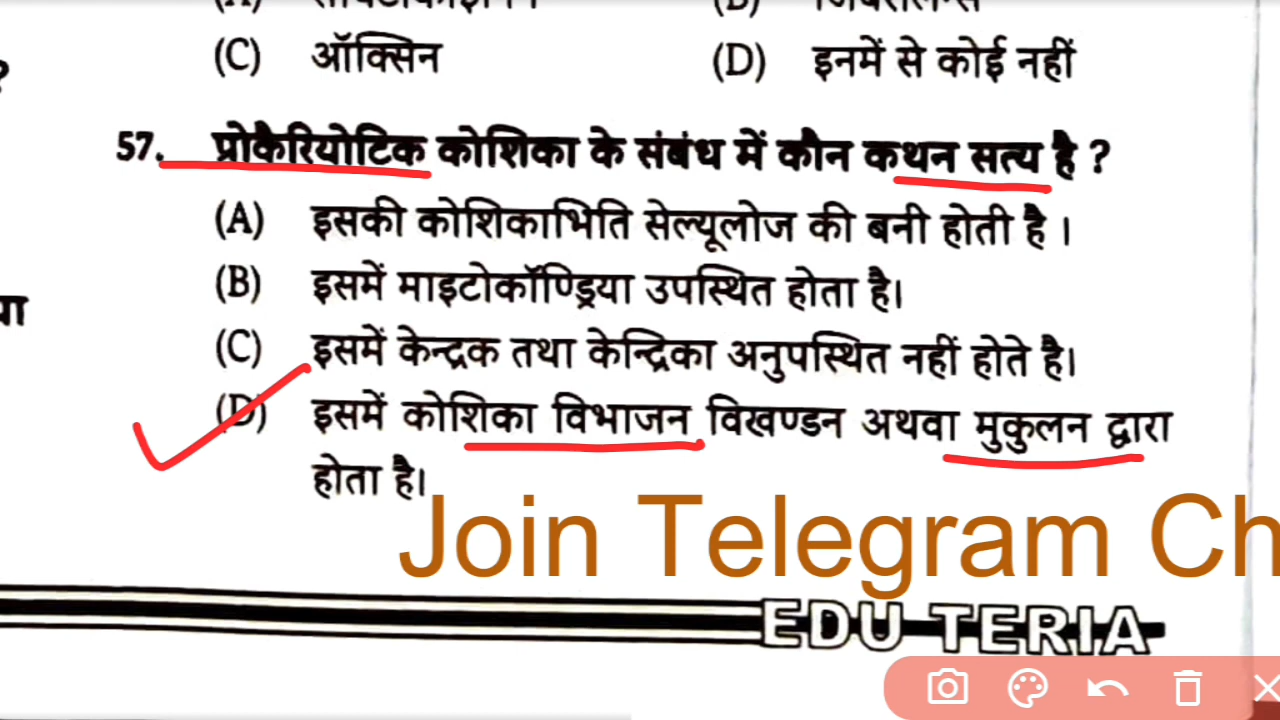 (C) ऑक्सिन (D) इनमें से कोई नहीं
57. प्रोकैरियोटिक कोशिका के संबंध में कौन कथन सत्य है ?
(A) इसकी कोशिकाभिति सेल्यूलोज की बनी होती है ।
(B) इसमें माइटोकॉण्ड्रिया उपस्थित होता है।
(C) इसमें केन्द्रक तथा केन्द्रिका अनुपस्थित नहीं होते है।
(D) इसमें कोशिका विभाजन विखण्डन अथवा मुकुलन द्वारा
होता है।
Join Telegram Ch
EDU TERIA